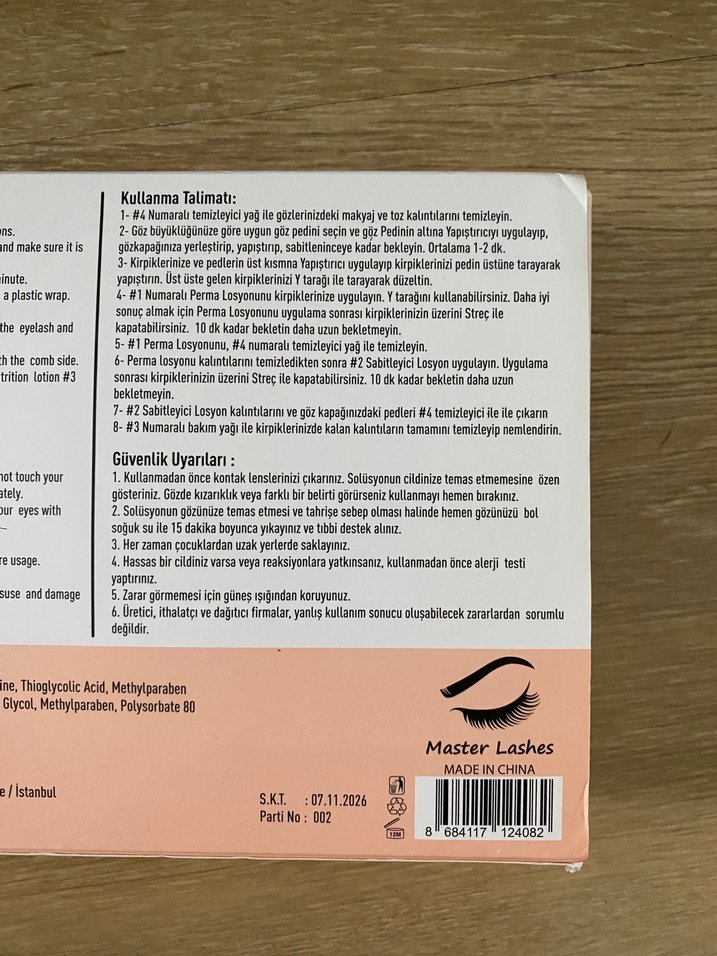 ons.
and make sure it is
inute.
a plastic wrap.
the eyelash and
th the comb side.
trition lotion #3
not touch your
ately.
our eyes with
re usage.
suse and damage
Kullanma Talimatı:
1- #4 Numaralı temizleyici yağ ile gözlerinizdeki makyaj ve toz kalıntılarını temizleyin.
2- Göz büyüklüğünüze göre uygun göz pedini seçin ve göz Pedinin altına Yapıştırıcıyı uygulayıp,
gözkapağınıza yerleştirip, yapıştırıp, sabitleninceye kadar bekleyin. Ortalama 1-2 dk.
3- Kirpiklerinize ve pedlerin üst kısmna Yapıştırıcı uygulayıp kirpiklerinizi pedin üstüne tarayarak
yapıştırın. Üst üste gelen kirpiklerinizi Y tarağı ile tarayarak düzeltin.
4- #1 Numaralı Perma Losyonunu kirpiklerinize uygulayın. Y tarağını kullanabilirsiniz. Daha iyi
sonuç almak için Perma Losyonunu uygulama sonrası kirpiklerinizin üzerini Streç ile
kapatabilirsiniz. 10 dk kadar bekletin daha uzun bekletmeyin.
5- #1 Perma Losyonunu, #4 numaralı temizleyici yağ ile temizleyin.
6- Perma losyonu kalıntılarını temizledikten sonra #2 Sabitleyici Losyon uygulayın. Uygulama
sonrası kirpiklerinizin üzerini Streç ile kapatabilirsiniz. 10 dk kadar bekletin daha uzun
bekletmeyin.
7- #2 Sabitleyici Losyon kalıntılarını ve göz kapağınızdaki pedleri #4 temizleyici ile ile çıkarın
8- #3 Numaralı bakım yağı ile kirpiklerinizde kalan kalıntıların tamamını temizleyip nemlendirin.
Güvenlik Uyarıları :
1. Kullanmadan önce kontak lenslerinizi çıkarınız. Solüsyonun cildinize temas etmemesine özen
gösteriniz. Gözde kızarıklık veya farklı bir belirti görürseniz kullanmayı hemen bırakınız.
2. Solüsyonun gözünüze temas etmesi ve tahrişe sebep olması halinde hemen gözünüzü bol
soğuk su ile 15 dakika boyunca yıkayınız ve tıbbi destek alınız.
3. Her zaman çocuklardan uzak yerlerde saklayınız.
4. Hassas bir cildiniz varsa veya reaksiyonlara yatkınsanız, kullanmadan önce alerji testi
yaptırınız.
5. Zarar görmemesi için güneş ışığından koruyunuz.
6. Üretici, ithalatçı ve dağıtıcı firmalar, yanlış kullanım sonucu oluşabilecek zararlardan sorumlu
değildir.
ine, Thioglycolic Acid, Methylparaben
Glycol, Methylparaben, Polysorbate 80
e / İstanbul
S.K.T. : 07.11.2026
Parti No : 002
12M
Master Lashes
MADE IN CHINA
8 684117 124082